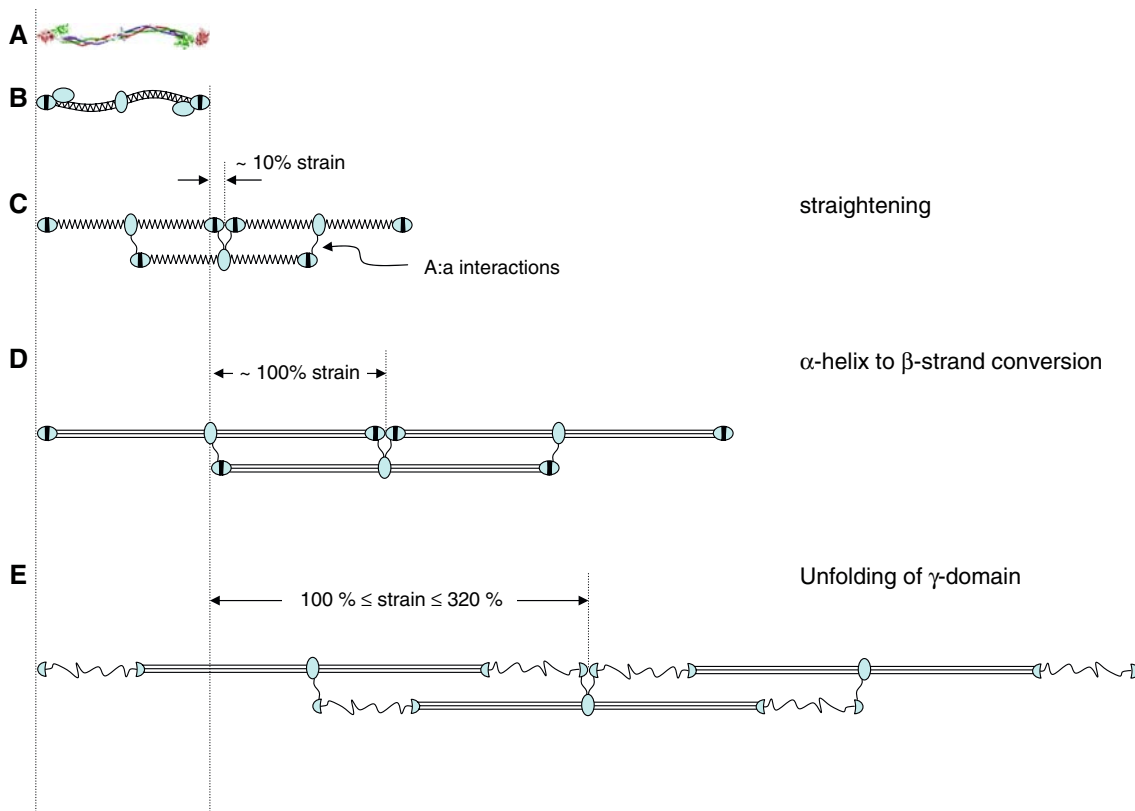 A
B
~ 10% strain
C
straightening
A:a interactions
D
α-helix to β-strand conversion
~ 100% strain
E
Unfolding of γ-domain
100 % ≤ strain ≤ 320 %